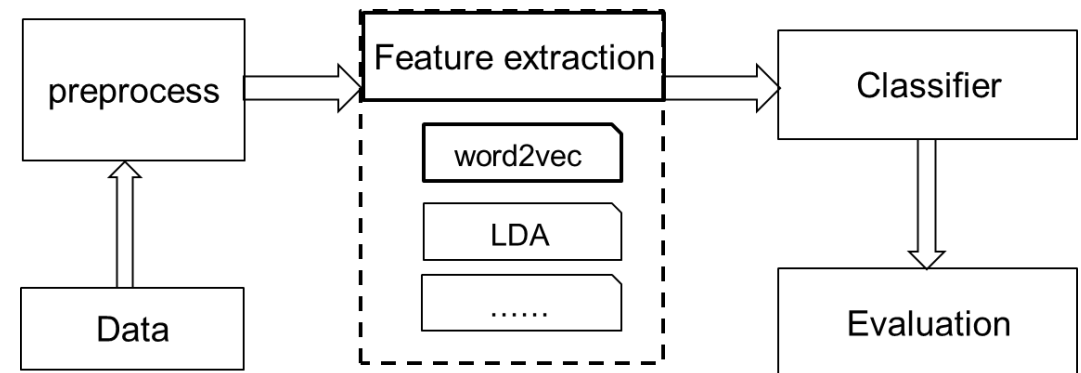 preprocess
Data
Feature extraction
word2vec
LDA
......
Classifier
Evaluation